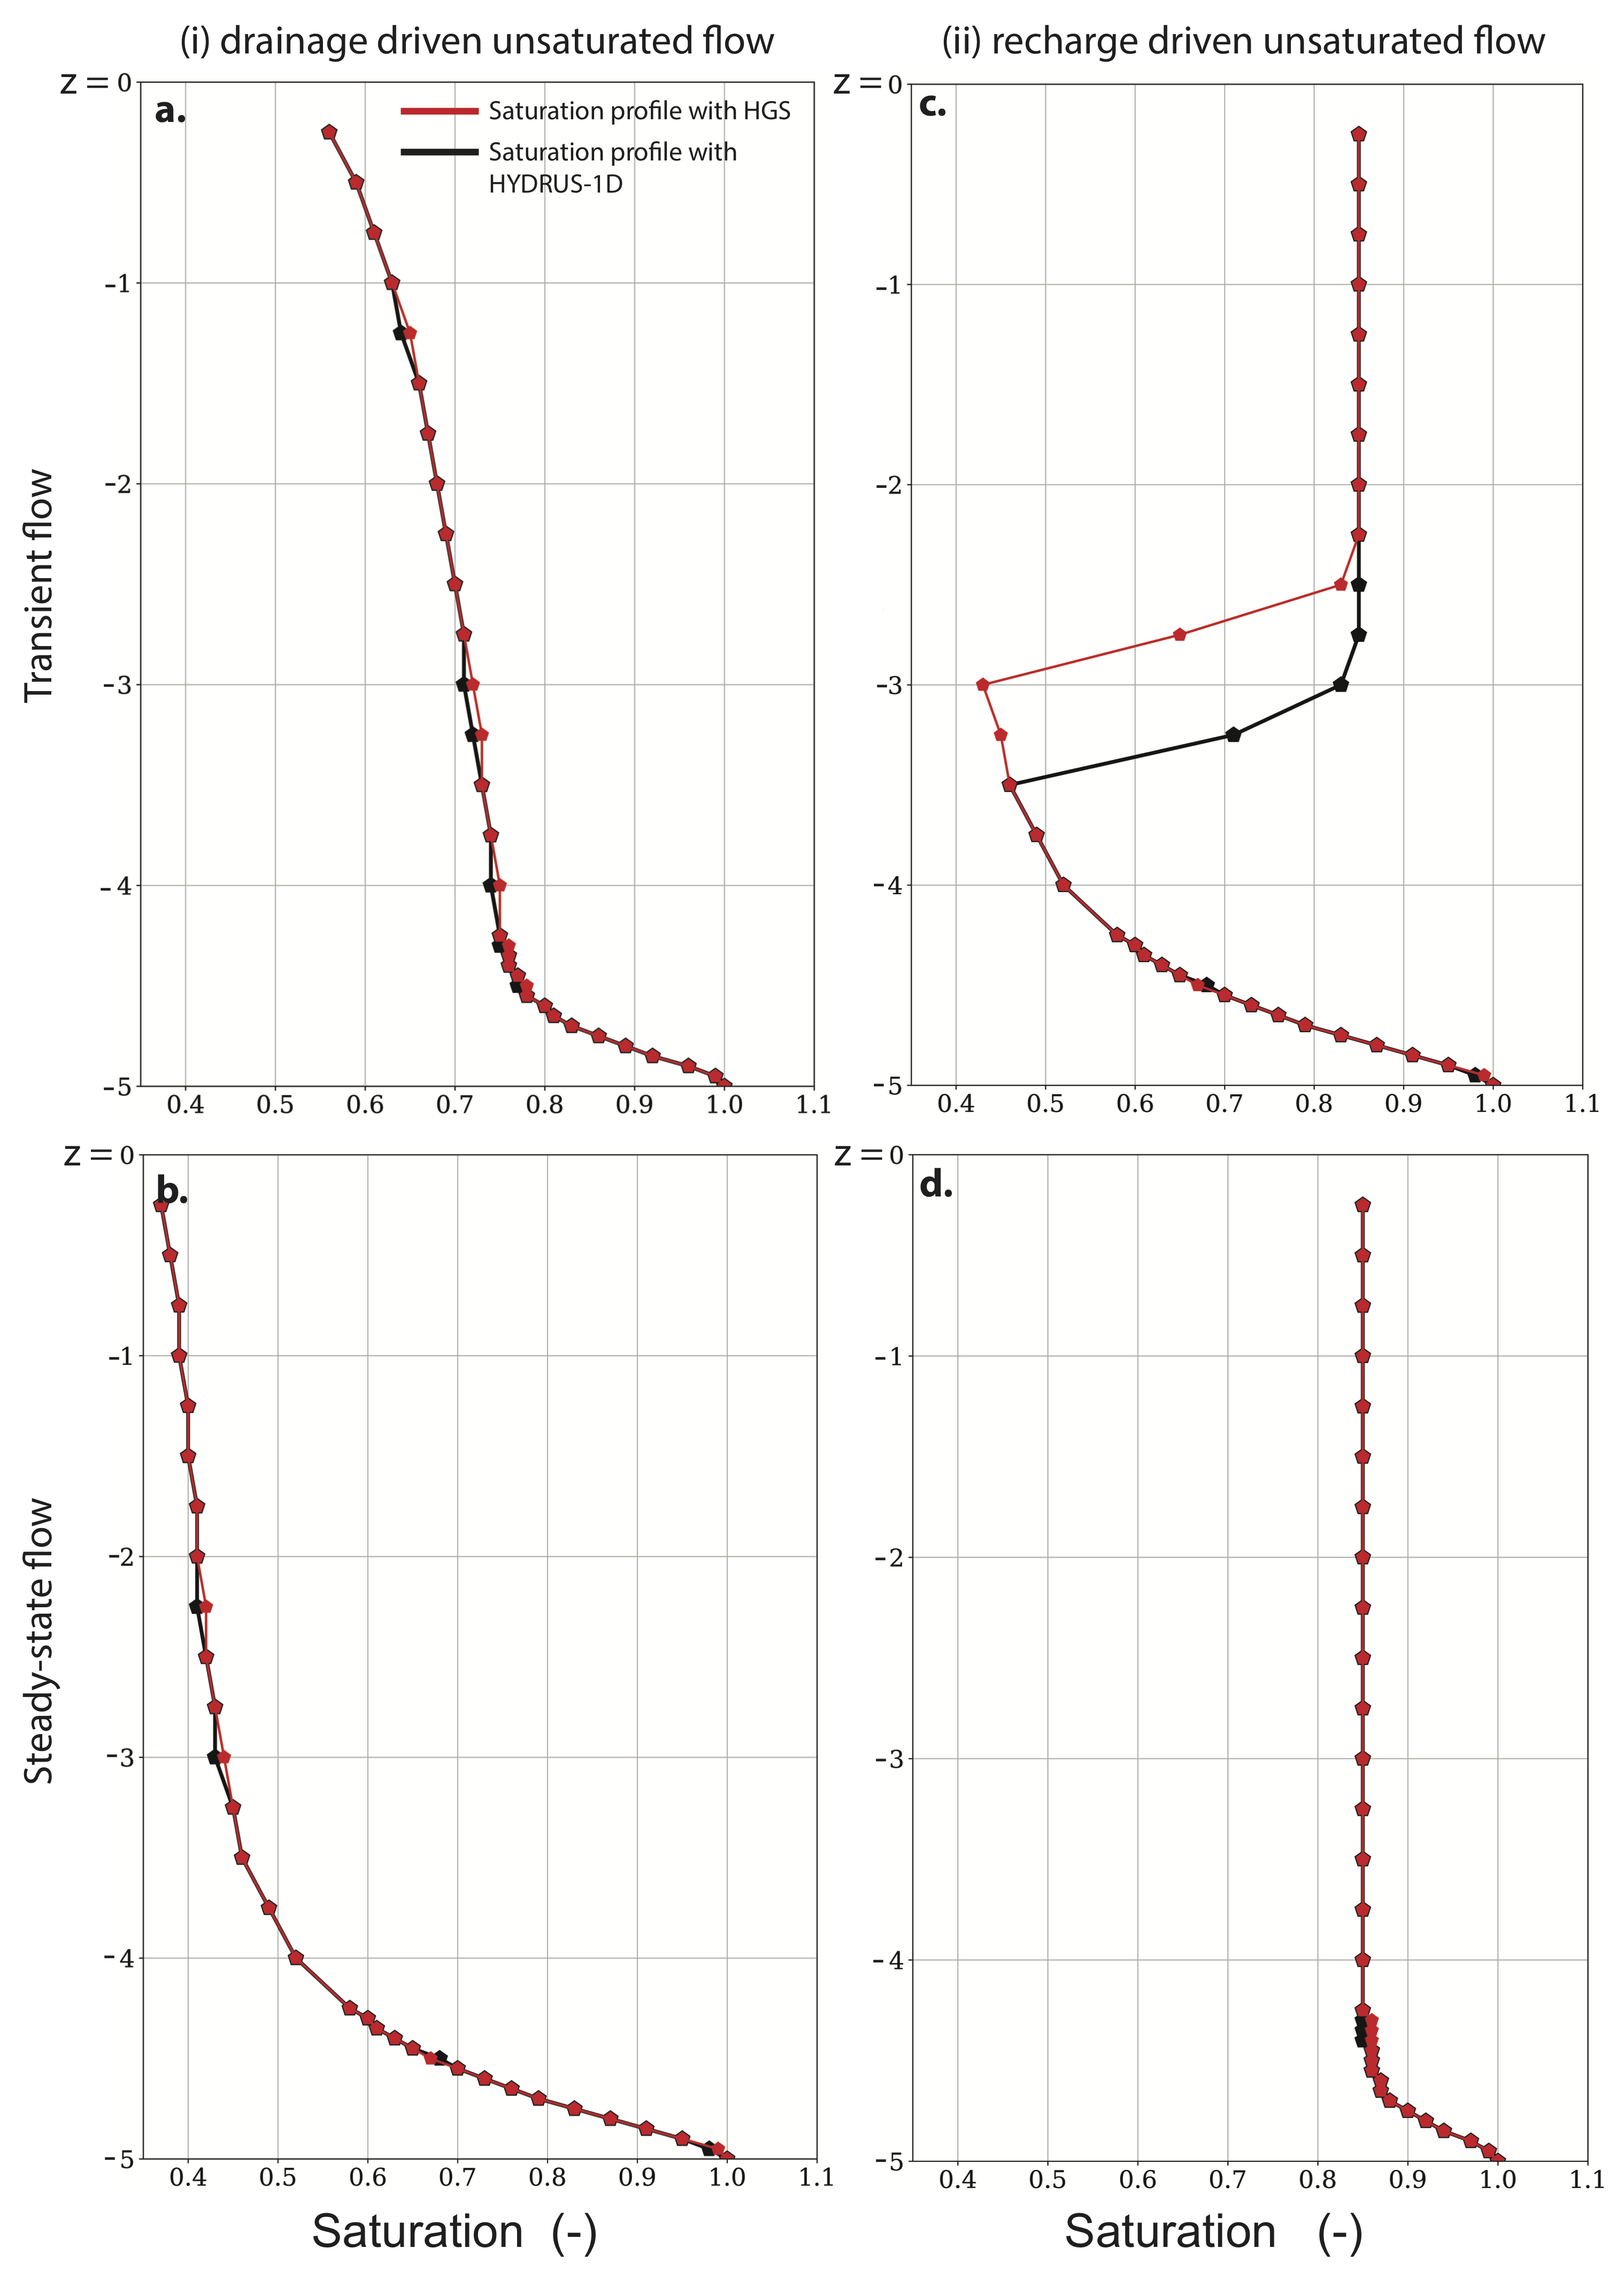 (i) drainage driven unsaturated flow
(ii) recharge driven unsaturated flow
Transient flow
z = 0
a.
Saturation profile with HGS
Saturation profile with
HYDRUS-1D
-1
-2
-3
-4
-5
0.4 0.5 0.6 0.7 0.8 0.9 1.0 1.1
z = 0
c.
-1
-2
-3
-4
-5
0.4 0.5 0.6 0.7 0.8 0.9 1.0 1.1
Steady-state flow
z = 0
b.
-1
-2
-3
-4
-5
0.4 0.5 0.6 0.7 0.8 0.9 1.0 1.1
Saturation (-)
z = 0
d.
-1
-2
-3
-4
-5
0.4 0.5 0.6 0.7 0.8 0.9 1.0 1.1
Saturation (-)